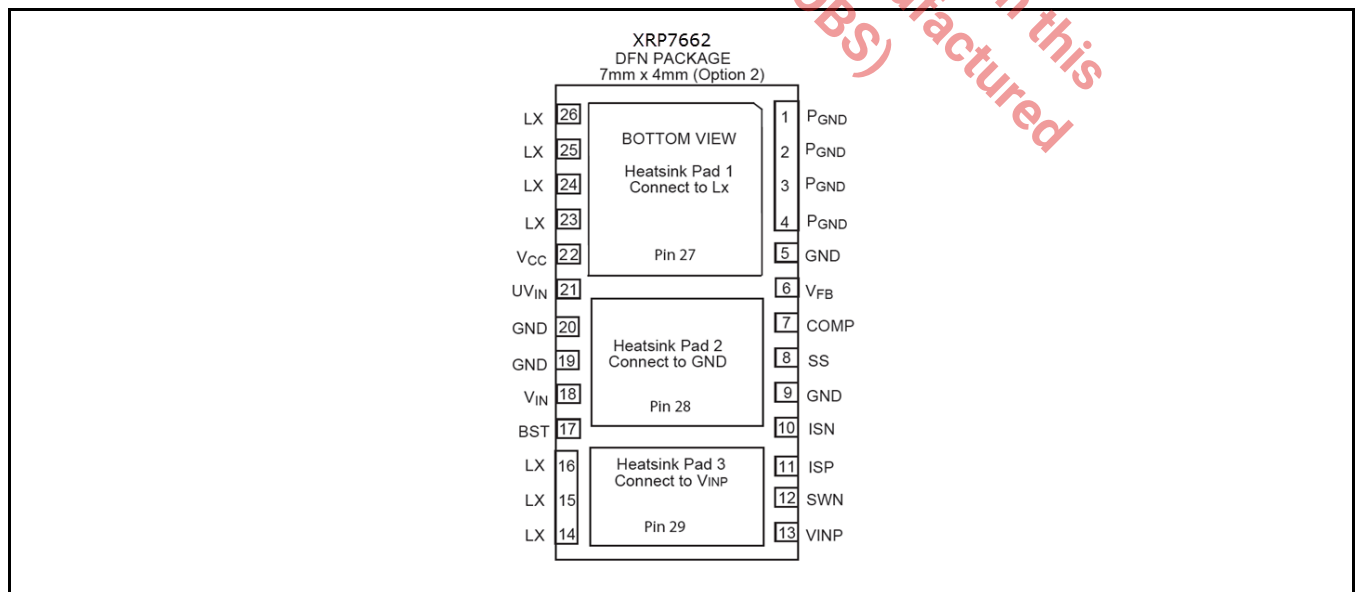 n this
factured
OBS)
XRP7662
DFN PACKAGE
7mm x 4mm (Option 2)
LX 26
LX 25
LX 24
LX 23
VCC 22
UVIN 21
GND 20
GND 19
VIN 18
BST 17
LX 16
LX 15
LX 14
BOTTOM VIEW
Heatsink Pad 1
Connect to Lx
Pin 27
Heatsink Pad 2
Connect to GND
Pin 28
Heatsink Pad 3
Connect to VINP
Pin 29
1 PGND
2 PGND
3 PGND
4 PGND
5 GND
6 VFB
7 COMP
8 SS
9 GND
10 ISN
11 ISP
12 SWN
13 VINP